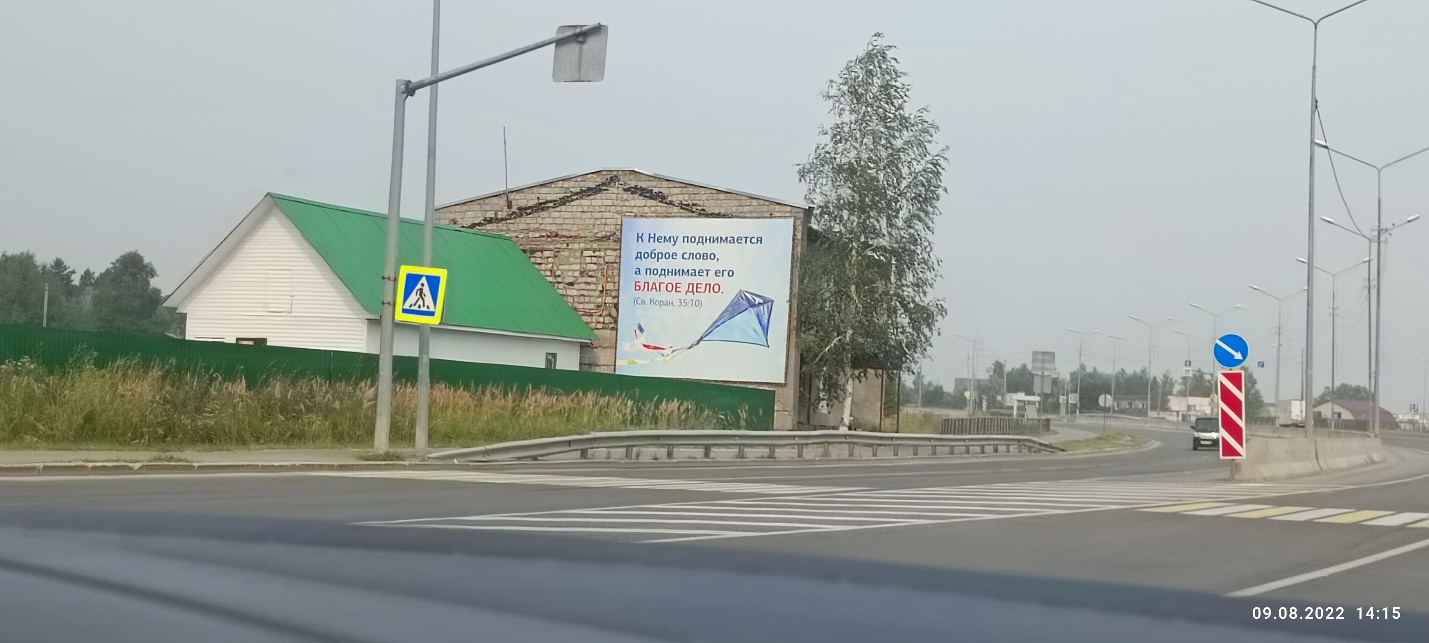 К Нему поднимается
доброе слово,
а поднимает его
БЛАГОЕ ДЕЛО.
(Св. Коран, 35:10)
09.08.2022 14:15